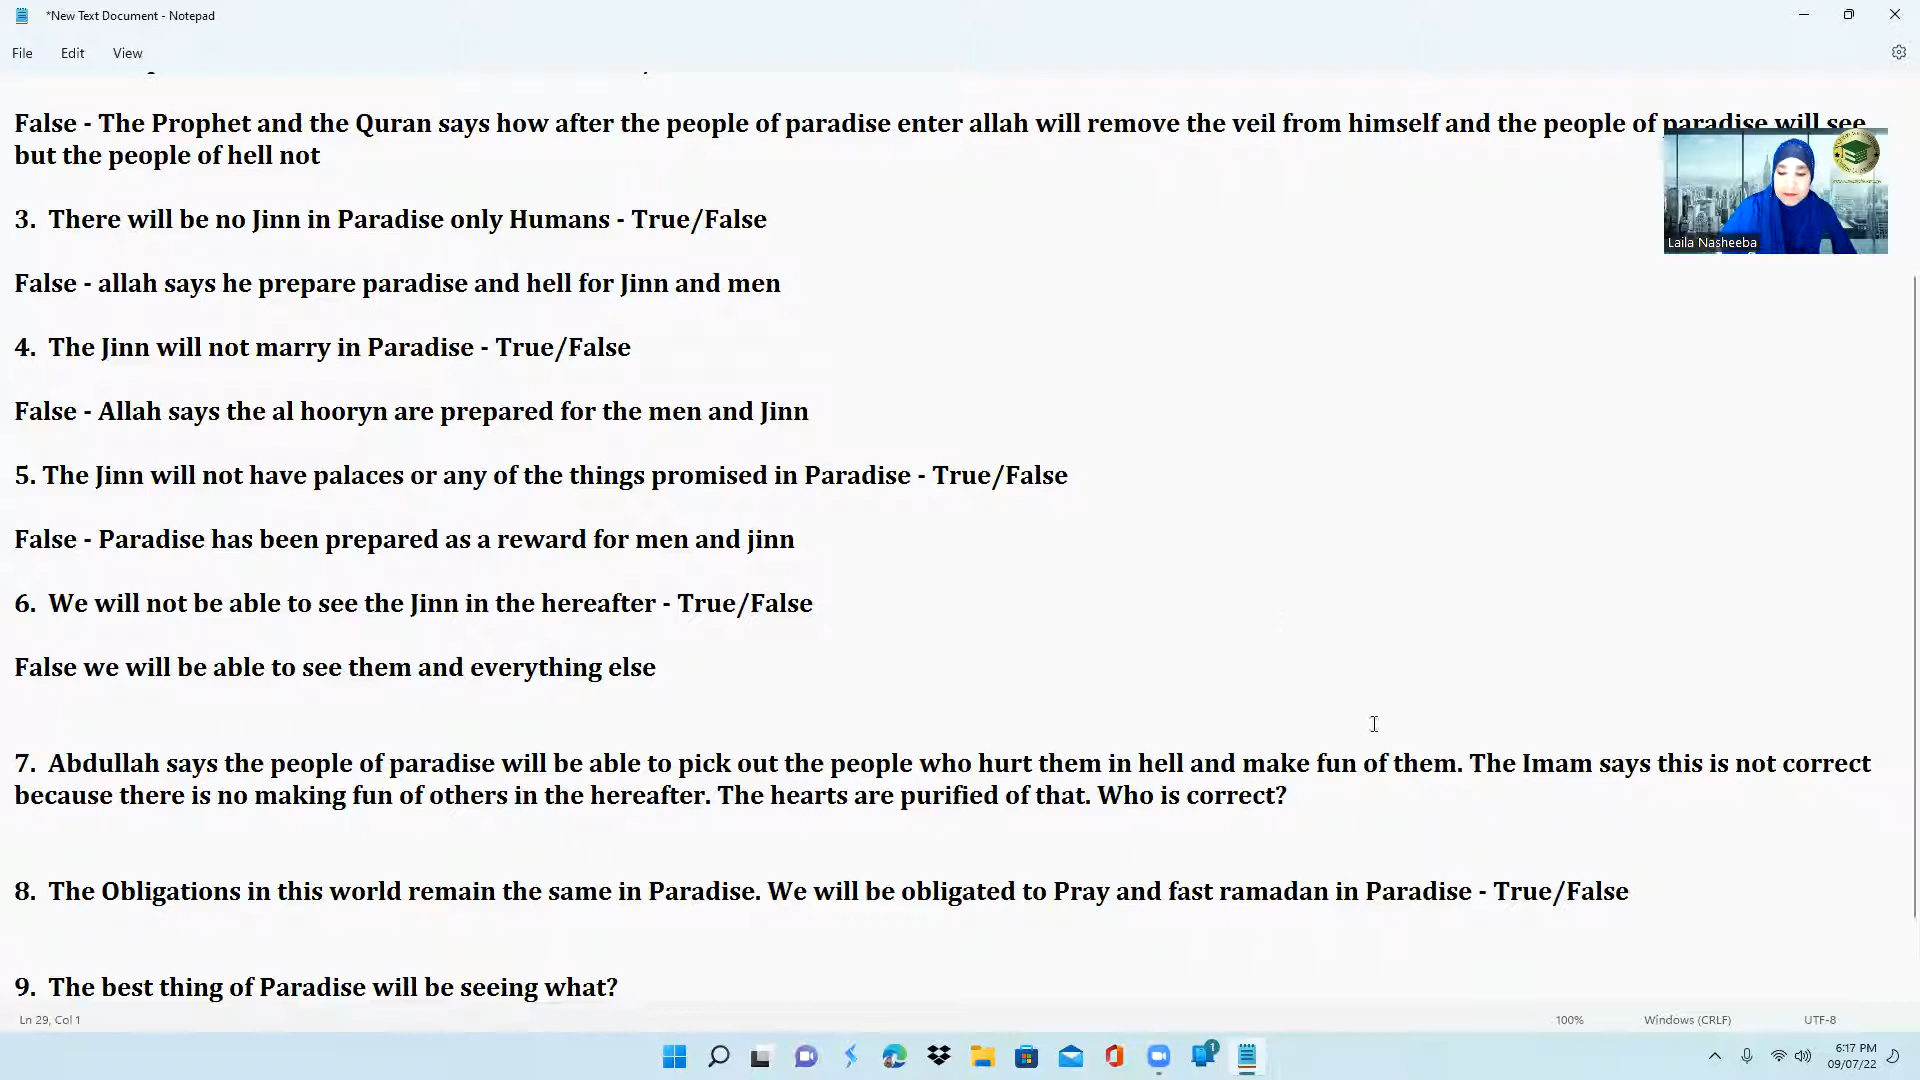 *New Text Document - Notepad
File Edit View
False - The Prophet and the Quran says how after the people of paradise enter allah will remove the veil from himself and the people of paradise will see
but the people of hell not
Laila Nasheeba
3. There will be no Jinn in Paradise only Humans - True/False
False - allah says he prepare paradise and hell for Jinn and men
4. The Jinn will not marry in Paradise - True/False
False - Allah says the al hooryn are prepared for the men and Jinn
5. The Jinn will not have palaces or any of the things promised in Paradise - True/False
False - Paradise has been prepared as a reward for men and jinn
6. We will not be able to see the Jinn in the hereafter - True/False
False we will be able to see them and everything else
7. Abdullah says the people of paradise will be able to pick out the people who hurt them in hell and make fun of them. The Imam says this is not correct
because there is no making fun of others in the hereafter. The hearts are purified of that. Who is correct?
8. The Obligations in this world remain the same in Paradise. We will be obligated to Pray and fast ramadan in Paradise - True/False
9. The best thing of Paradise will be seeing what?
Ln 29, Col 1 100% Windows (CRLF) UTF-8
1
6:17 PM
09/07/22